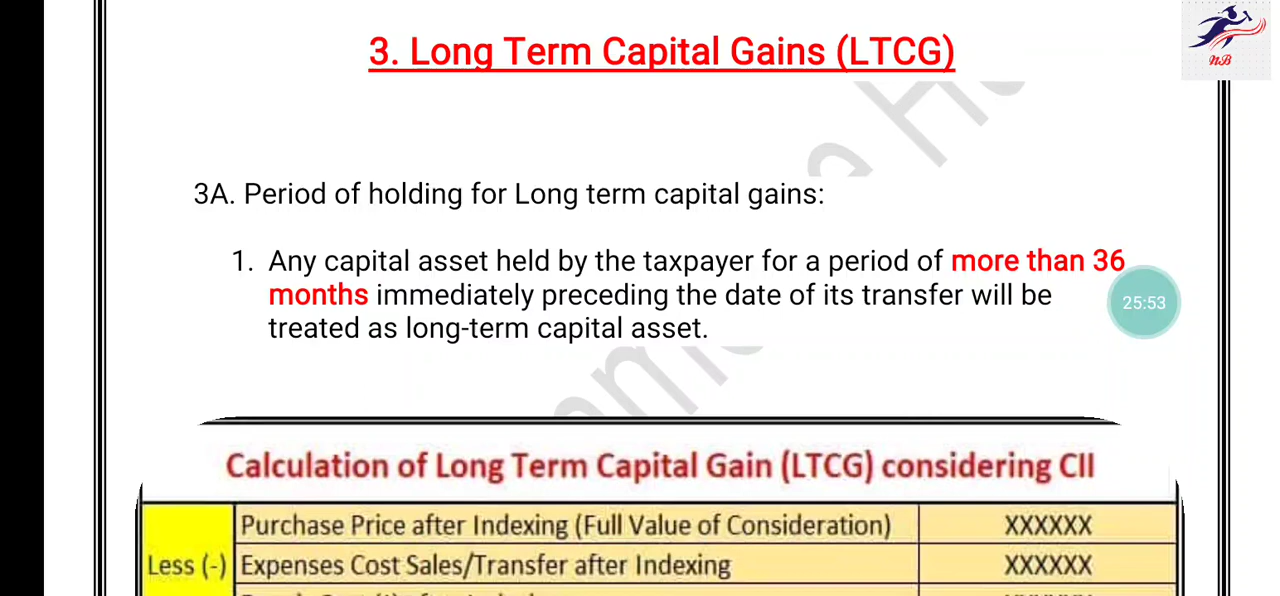 3. Long Term Capital Gains (LTCG)
NB
3A. Period of holding for Long term capital gains:
1. Any capital asset held by the taxpayer for a period of more than 36
months immediately preceding the date of its transfer will be
treated as long-term capital asset.
25:53
Calculation of Long Term Capital Gain (LTCG) considering CII
Purchase Price after Indexing (Full Value of Consideration) XXXXXX
Less (-) Expenses Cost Sales/Transfer after Indexing XXXXXX